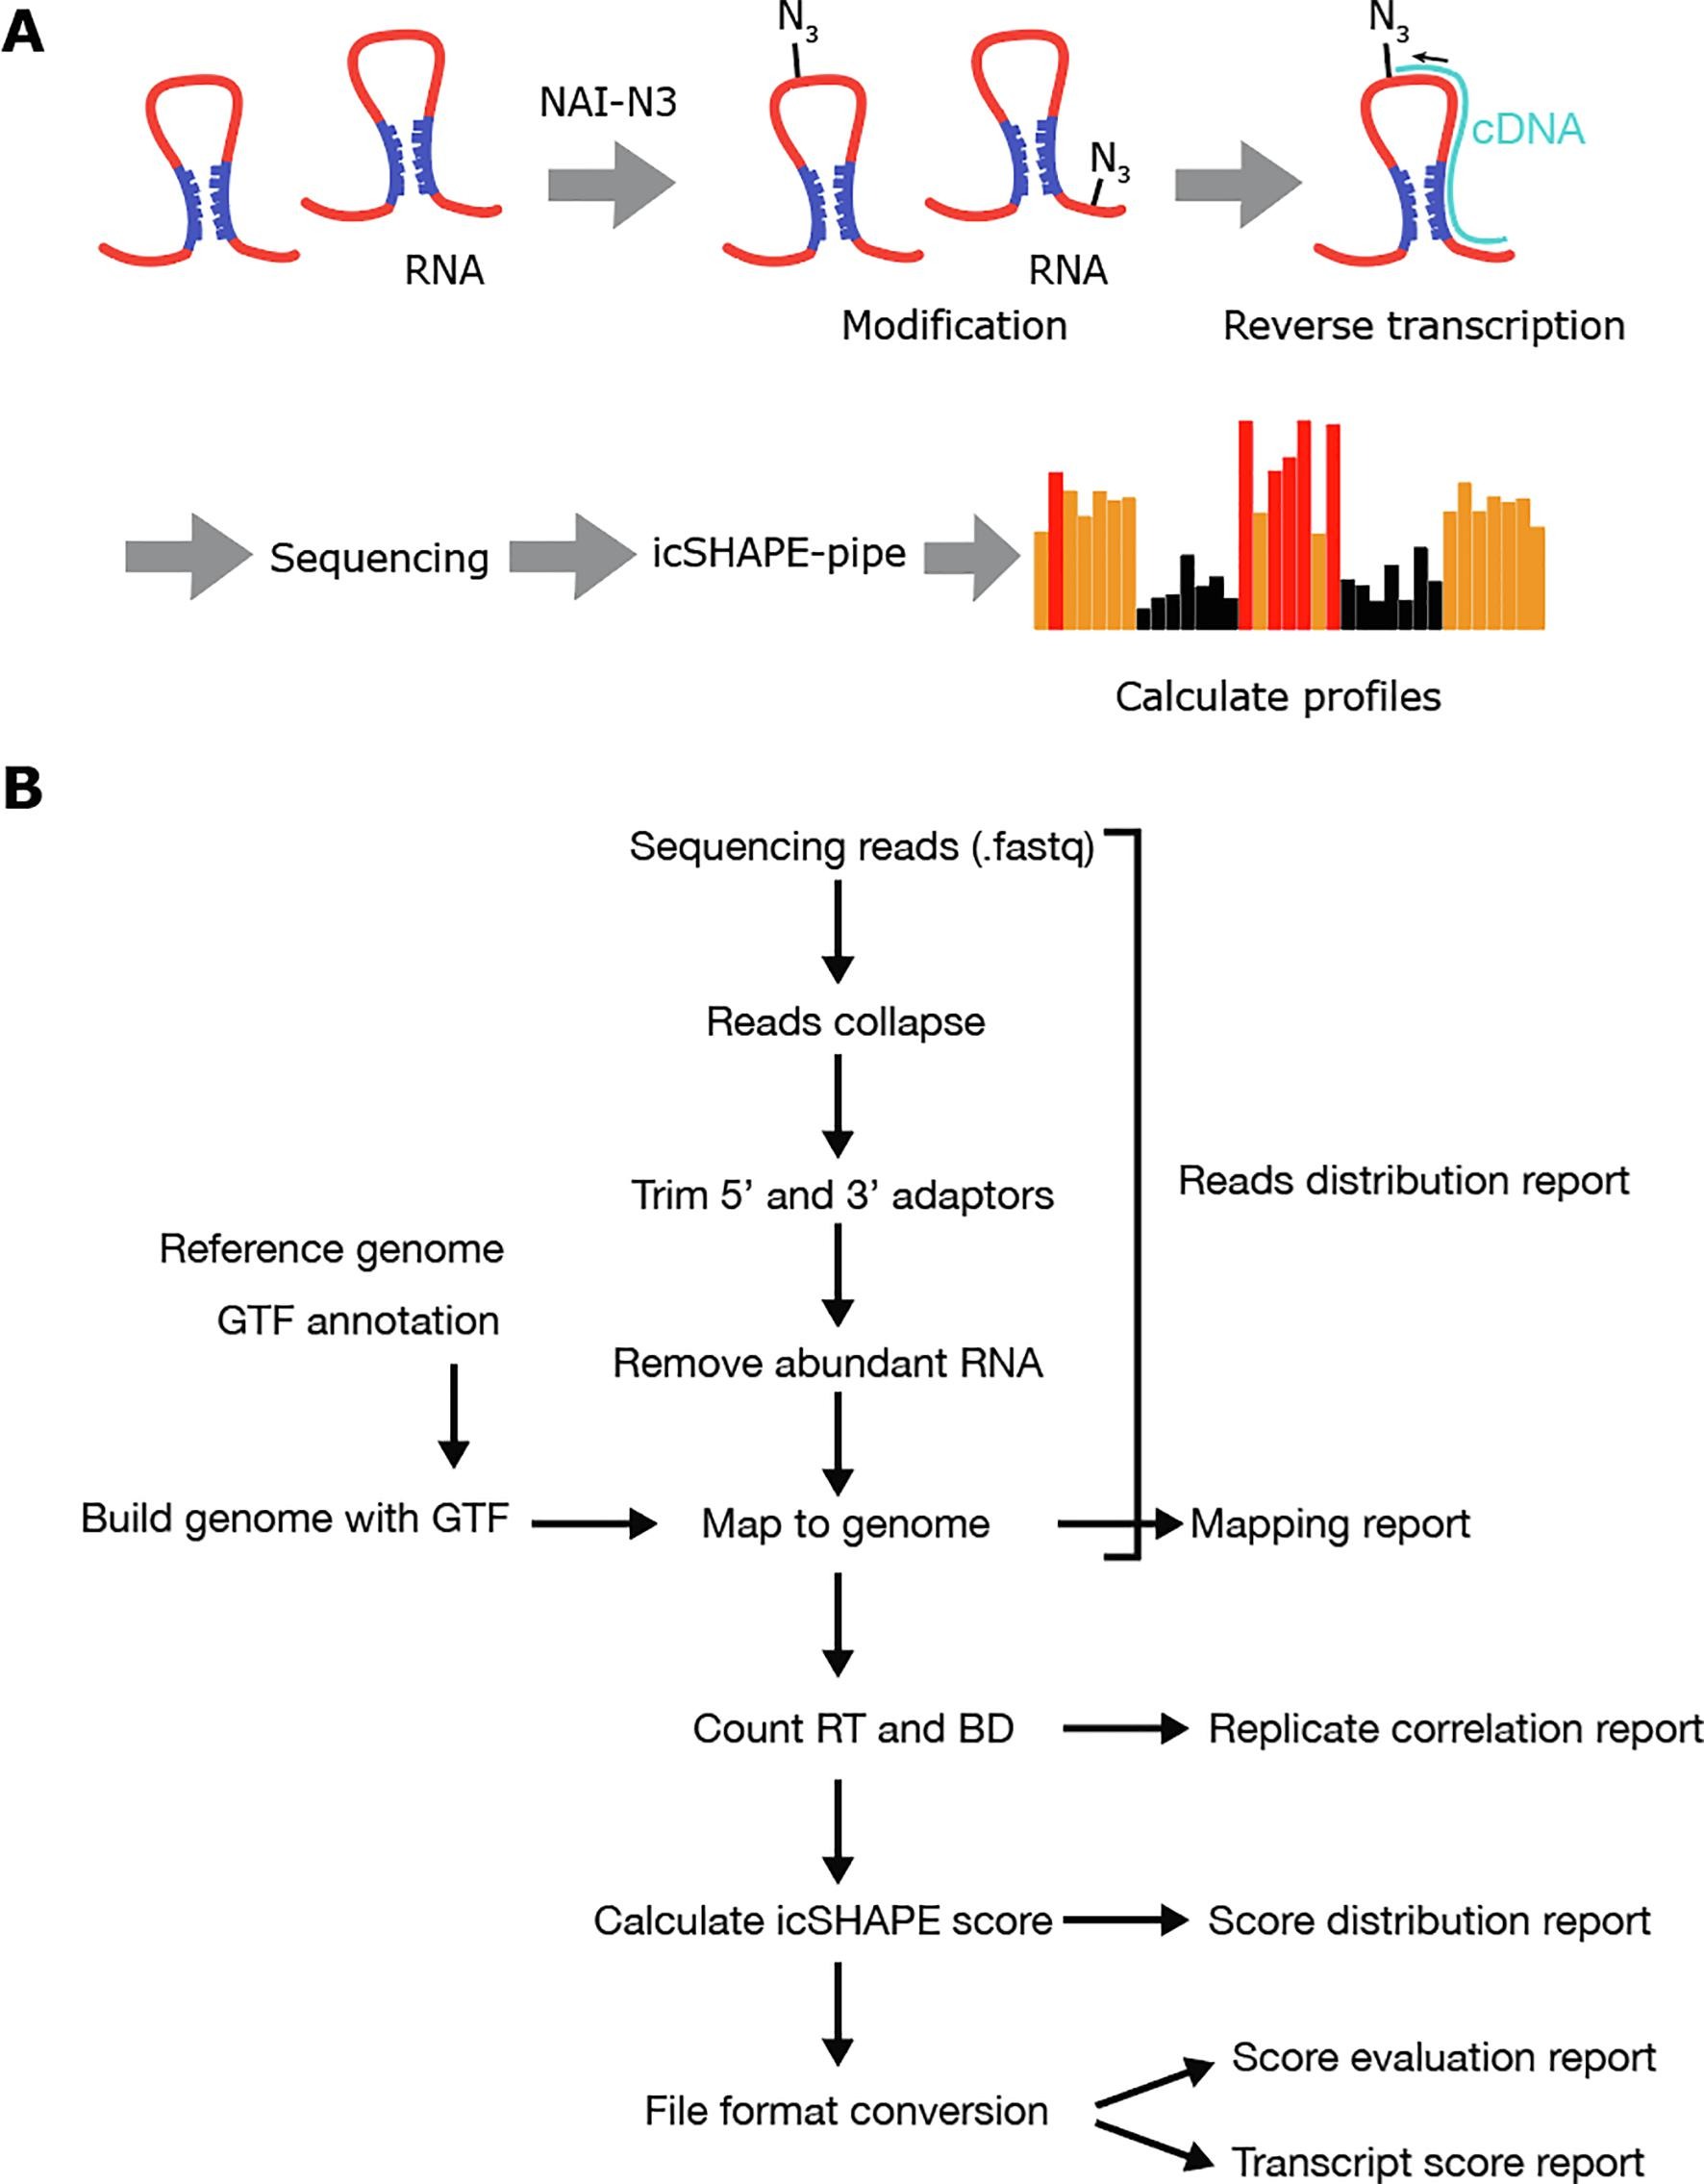 A
N3
N3
NAI-N3
N3
cDNA
RNA
RNA
Modification
Reverse transcription
Sequencing
icSHAPE-pipe
Calculate profiles
B
Sequencing reads (.fastq)
Reads collapse
Trim 5’ and 3’ adaptors
Reads distribution report
Reference genome
GTF annotation
Remove abundant RNA
Build genome with GTF
Map to genome
Mapping report
Count RT and BD
Replicate correlation report
Calculate icSHAPE score
Score distribution report
Score evaluation report
File format conversion
Transcript score report